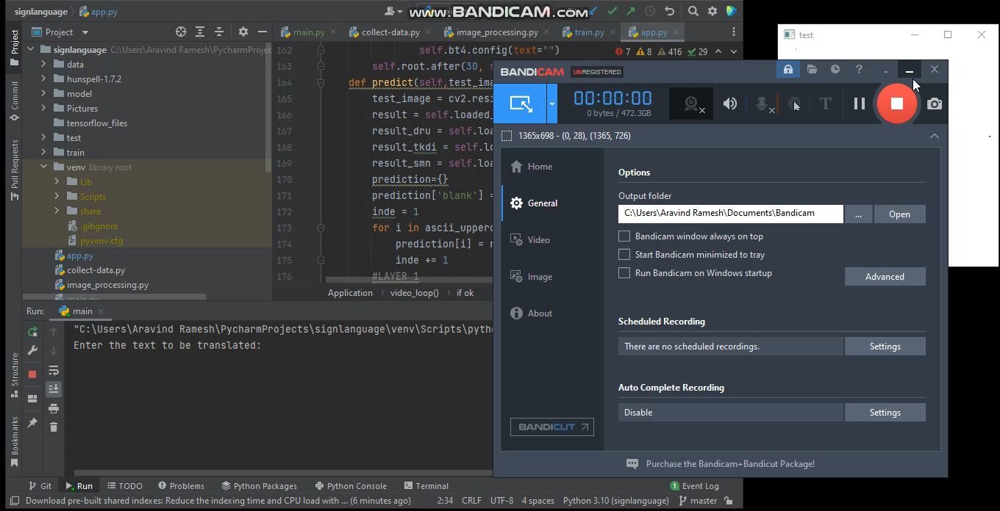 signlanguage app.py
www.BANDICAM.com
Project
main.py collect-data.py image_processing.py train.py app.py
7 8 416 29
signlanguage C:\Users\Aravind Ramesh\PycharmProjec
data
hunspell-1.7.2
model
Pictures
tensorflow_files
test
train
venv library root
Lib
Scripts
share
.gitignore
pyvenv.cfg
app.py
collect-data.py
image_processing.py
main.py
162 self.bt4.config(text="")
163 self.root.after(30, s
164 def predict(self,test_ima
165 test_image = cv2.resi
166 result = self.loaded_
167 result_dru = self.loa
168 result_tkdi = self.lo
169 result_smn = self.loa
170 prediction={}
171 prediction['blank'] =
172 inde = 1
173 for i in ascii_upperc
174 prediction[i] = r
175 inde += 1
176 #LAYER 1
Application video_loop() if ok
Project
Commit
Pull Requests
Structure
Bookmarks
Run: main
"C:\Users\Aravind Ramesh\PycharmProjects\signlanguage\venv\Scripts\pytho
Enter the text to be translated:
Git Run TODO Problems Python Packages Python Console Terminal 1 Event Log
Download pre-built shared indexes: Reduce the indexing time and CPU load with ... (6 minutes ago) 2:34 CRLF UTF-8 4 spaces Python 3.10 (signlanguage) master
test
BANDICAM UNREGISTERED
00:00:00
0 bytes / 472.3GB
1365x698 - (0, 28), (1365, 726)
Home
General
Video
Image
About
BANDICUT
Options
Output folder
C:\Users\Aravind Ramesh\Documents\Bandicam ... Open
Bandicam window always on top
Start Bandicam minimized to tray
Run Bandicam on Windows startup
Advanced
Scheduled Recording
There are no scheduled recordings. Settings
Auto Complete Recording
Disable Settings
Purchase the Bandicam+Bandicut Package!